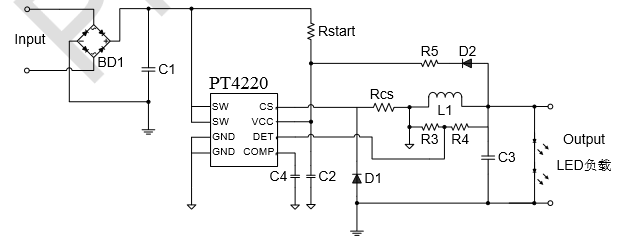 Input
BD1
C1
Rstart
R5
D2
PT4220
SW
SW
GND
GND
CS
VCC
DET
COMP
Rcs
L1
R3
R4
C4
C2
D1
C3
Output
LED负载